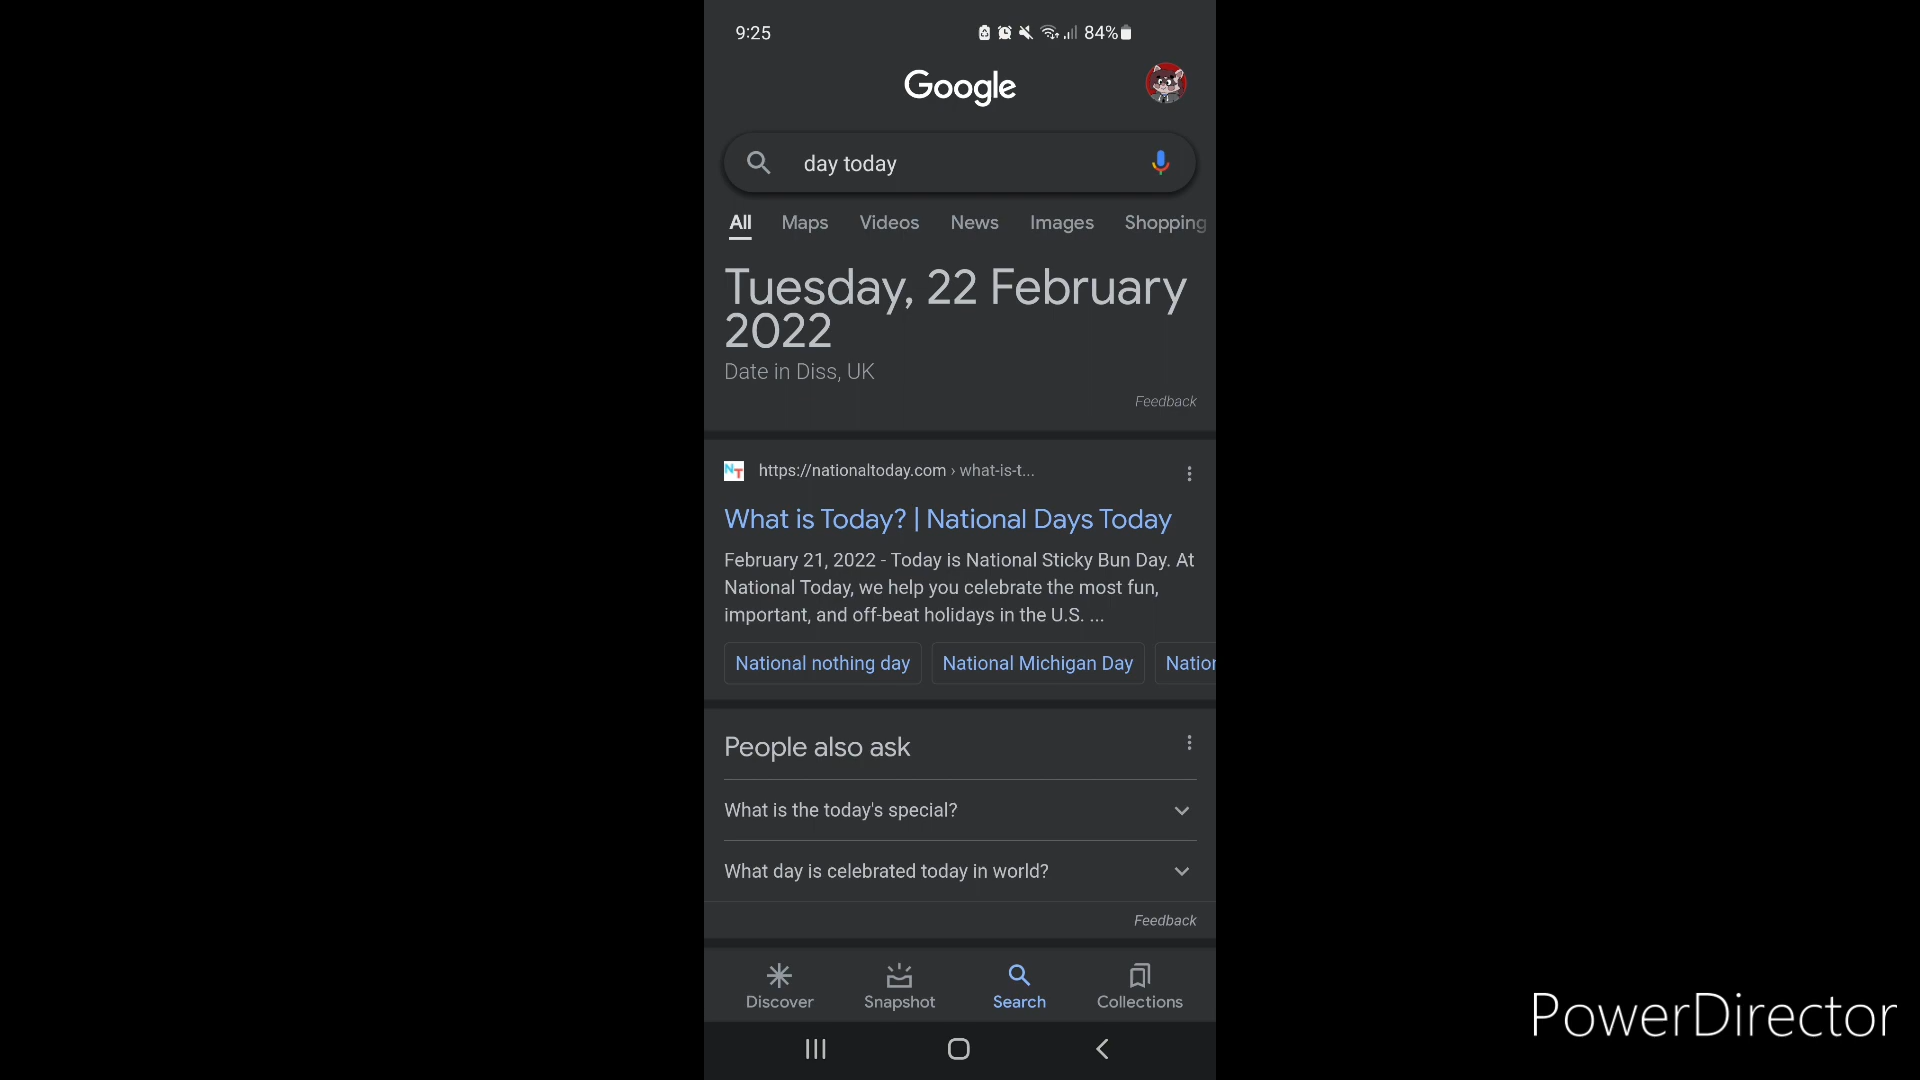 9:25 84%
Google
day today
All Maps Videos News Images Shopping
Tuesday, 22 February
2022
Date in Diss, UK
Feedback
NT https://nationaltoday.com › what-is-t...
What is Today? | National Days Today
February 21, 2022 - Today is National Sticky Bun Day. At
National Today, we help you celebrate the most fun,
important, and off-beat holidays in the U.S. ...
National nothing day National Michigan Day Nation
People also ask
What is the today's special?
What day is celebrated today in world?
Feedback
Discover Snapshot Search Collections
PowerDirector